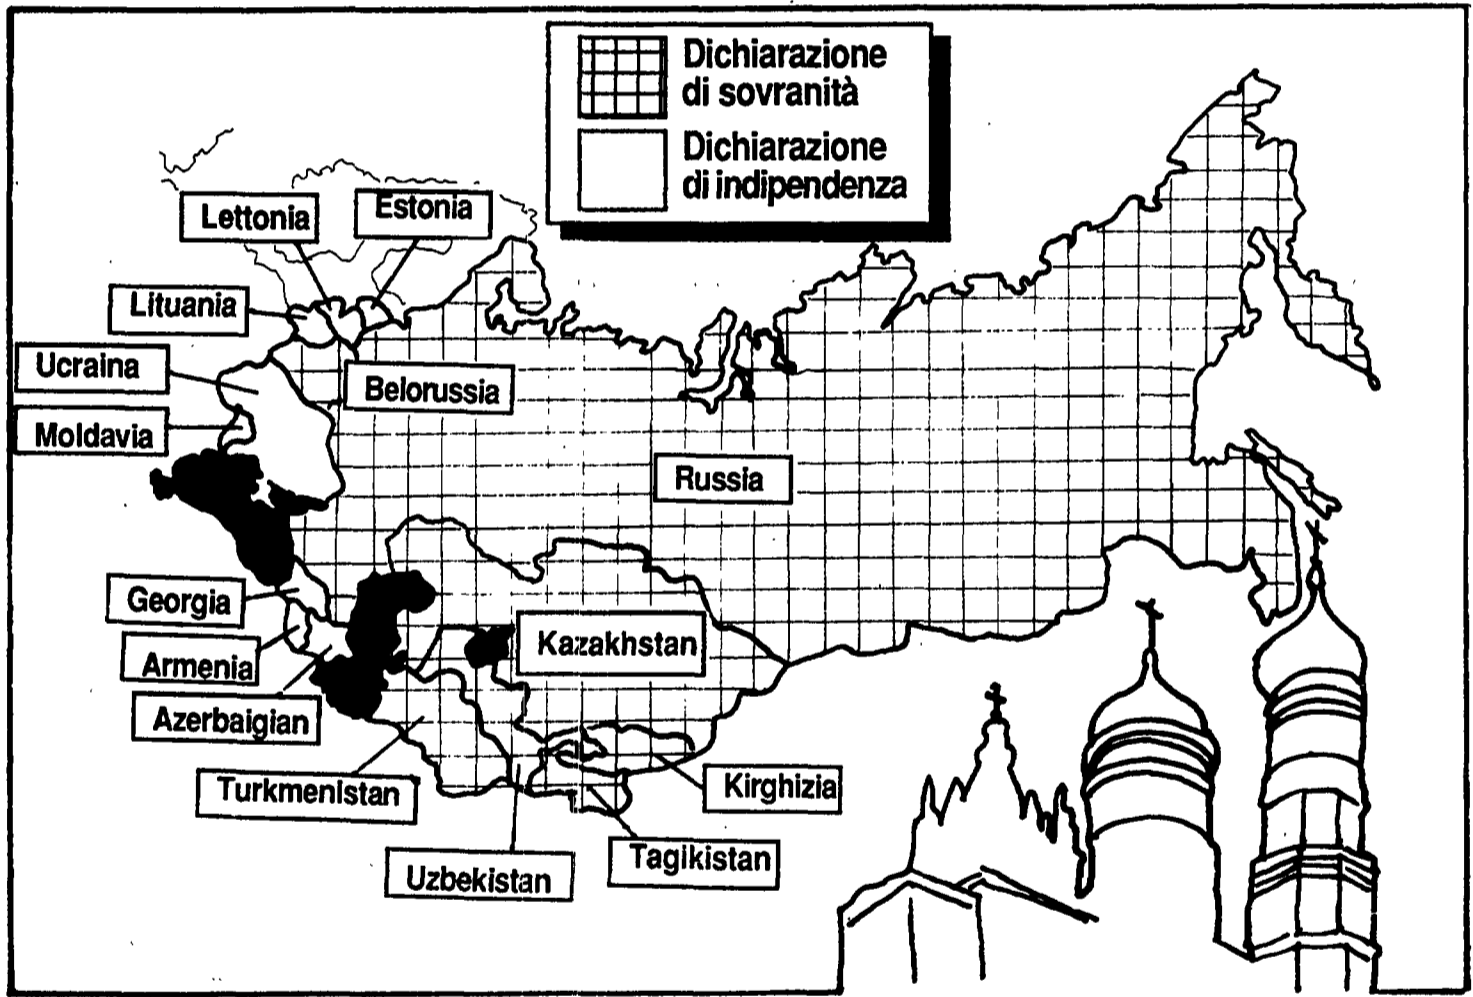 Dichiarazione
di sovranità
Dichiarazione
di indipendenza
Lettonia
Estonia
Lituania
Ucraina
Belorussia
Moldavia
Russia
Georgia
Kazakhstan
Armenia
Azerbaigian
Turkmenistan
Kirghizia
Tagikistan
Uzbekistan